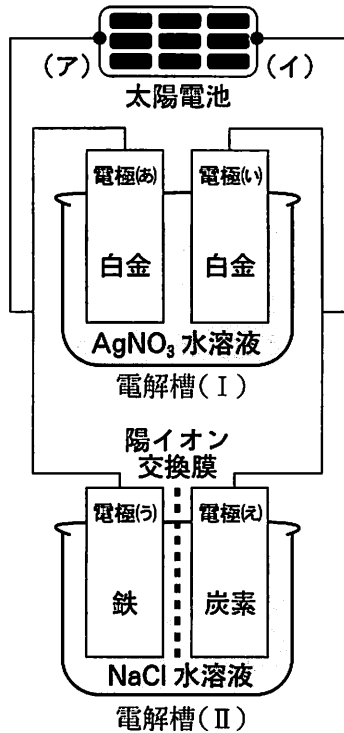 (ア) (イ)
太陽電池
電極(あ) 電極(い)
白金 白金
AgNO₃ 水溶液
電解槽(Ⅰ)
陽イオン
交換膜
電極(う) 電極(え)
鉄 炭素
NaCl 水溶液
電解槽(Ⅱ)